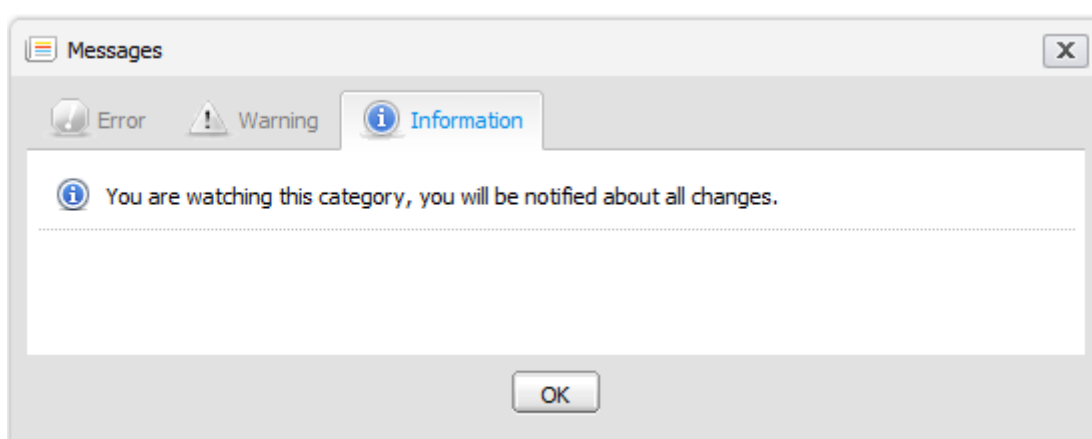 Messages
X
Error Warning Information
You are watching this category, you will be notified about all changes.
OK